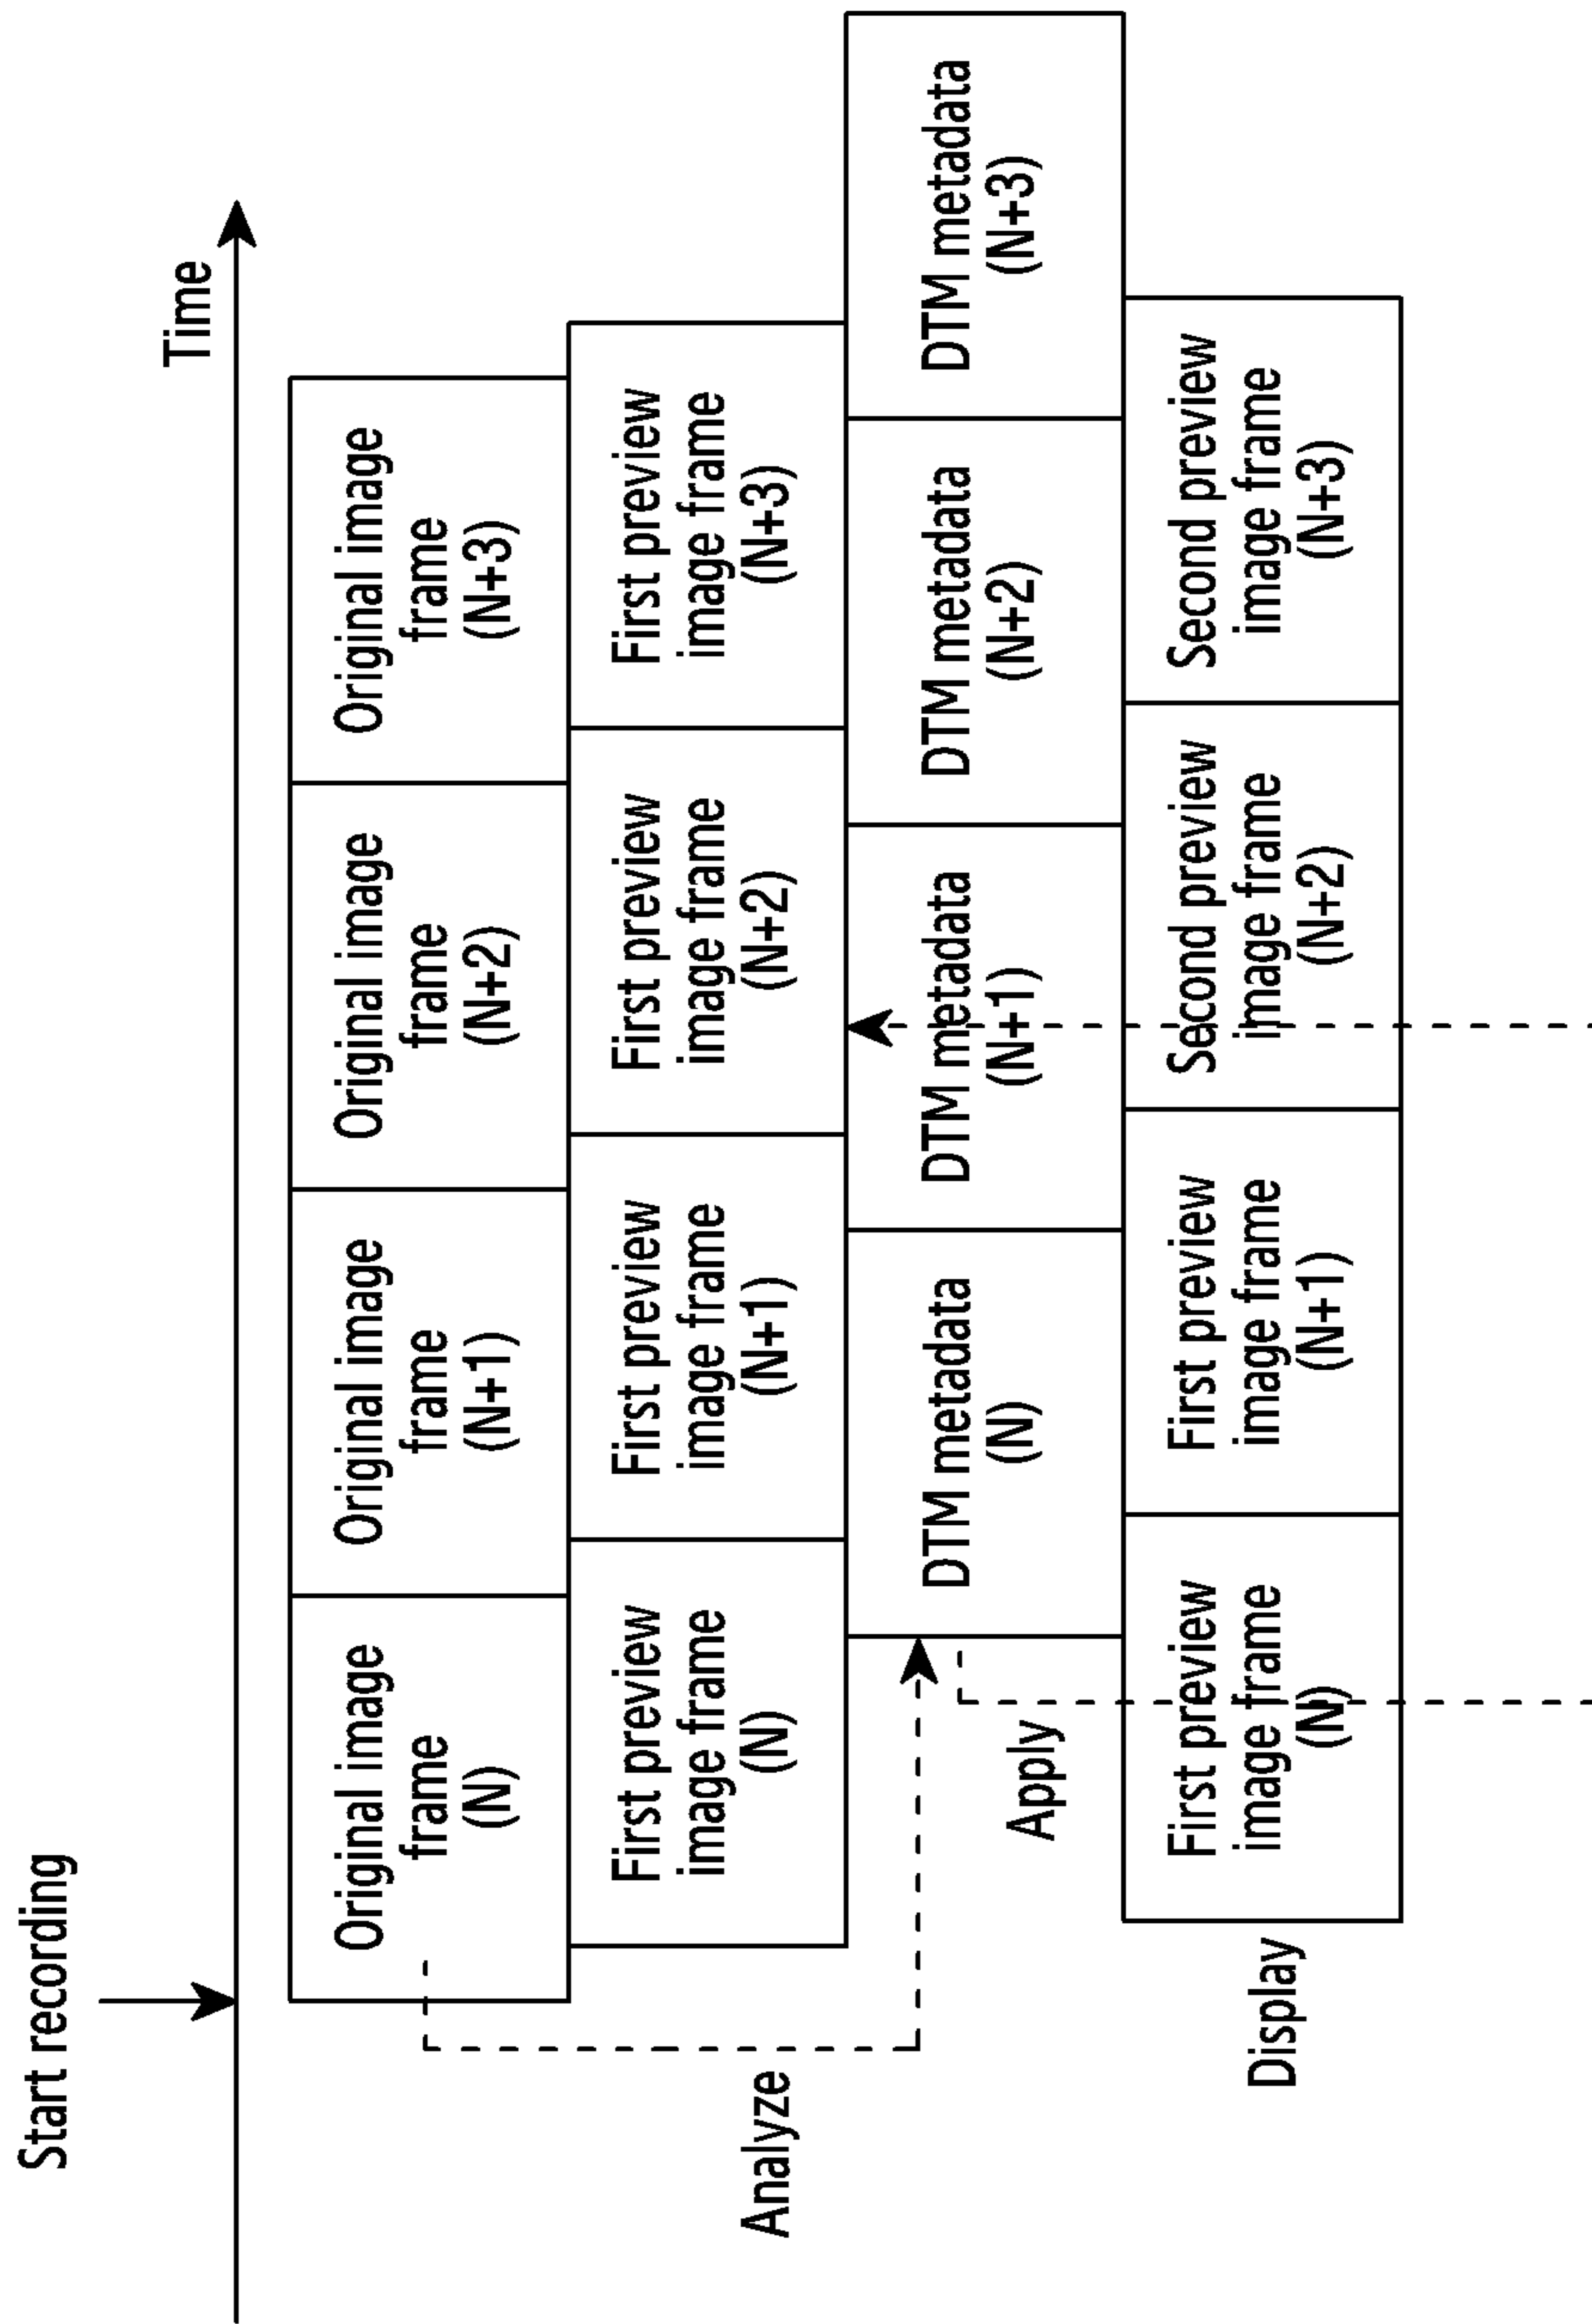 Start recording
Time
Original image
frame
(N)
Original image
frame
(N+1)
Original image
frame
(N+2)
Original image
frame
(N+3)
First preview
image frame
(N)
First preview
image frame
(N+1)
First preview
image frame
(N+2)
First preview
image frame
(N+3)
Analyze
DTM metadata
(N)
DTM metadata
(N+1)
DTM metadata
(N+2)
DTM metadata
(N+3)
Apply
Display
First preview
image frame
(N)
First preview
image frame
(N+1)
Second preview
image frame
(N+2)
Second preview
image frame
(N+3)